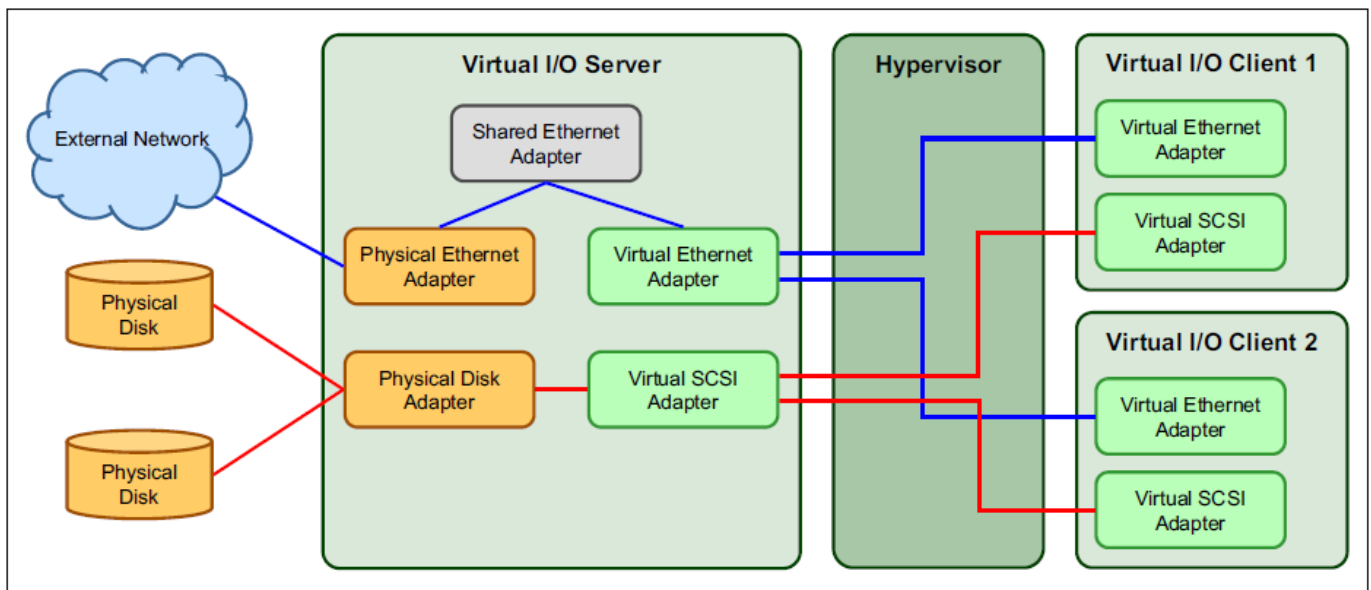 Virtual I/O Server
Hypervisor
Virtual I/O Client 1
External Network
Shared Ethernet
Adapter
Physical Ethernet
Adapter
Virtual Ethernet
Adapter
Physical Disk
Adapter
Virtual SCSI
Adapter
Physical
Disk
Physical
Disk
Virtual Ethernet
Adapter
Virtual SCSI
Adapter
Virtual I/O Client 2
Virtual Ethernet
Adapter
Virtual SCSI
Adapter